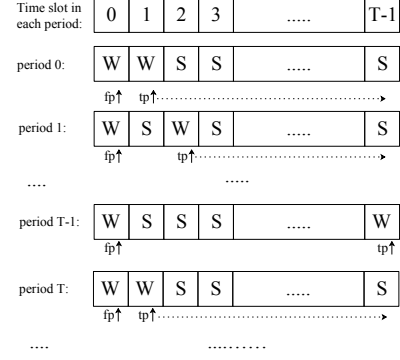 Time slot in each period: 0 1 2 3 ..... T-1
period 0: W W S S ..... S
fp tp
period 1: W S W S ..... S
fp tp
.... .....
period T-1: W S S S ..... W
fp tp
period T: W W S S ..... S
fp tp
.... ..........